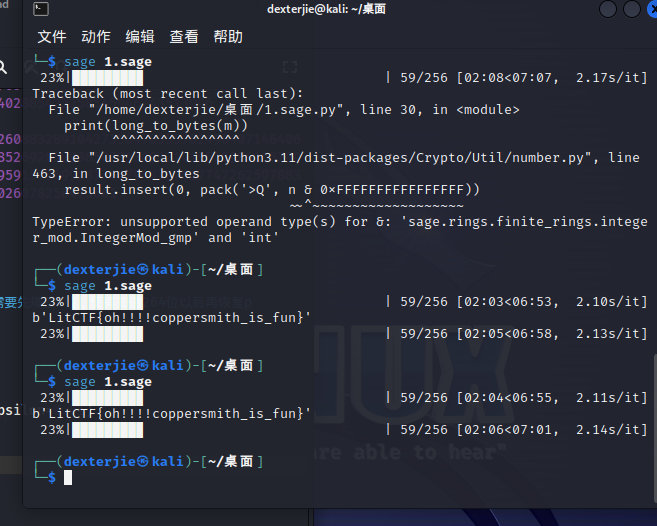 dexterjie@kali: ~/桌面
文件 动作 编辑 查看 帮助
└─$ sage 1.sage
23%|█████████ | 59/256 [02:08<07:07, 2.17s/it]
Traceback (most recent call last):
File "/home/dexterjie/桌面/1.sage.py", line 30, in <module>
print(long_to_bytes(m))
^^^^^^^^^^^^^^^^
File "/usr/local/lib/python3.11/dist-packages/Crypto/Util/number.py", line
463, in long_to_bytes
result.insert(0, pack('>Q', n & 0×FFFFFFFFFFFFFFFF))
~~^~~~~~~~~~~~~~~~~~~~
TypeError: unsupported operand type(s) for &: 'sage.rings.finite_rings.intege
r_mod.IntegerMod_gmp' and 'int'
┌──(dexterjie㉿kali)-[~/桌面]
└─$ sage 1.sage
23%|█████████ | 59/256 [02:03<06:53, 2.10s/it]
b'LitCTF{oh!!!!coppersmith_is_fun}'
23%|█████████ | 59/256 [02:05<06:58, 2.13s/it]
┌──(dexterjie㉿kali)-[~/桌面]
└─$ sage 1.sage
23%|█████████ | 59/256 [02:04<06:55, 2.11s/it]
b'LitCTF{oh!!!!coppersmith_is_fun}'
23%|█████████ | 59/256 [02:06<07:01, 2.14s/it]
┌──(dexterjie㉿kali)-[~/桌面]
└─$